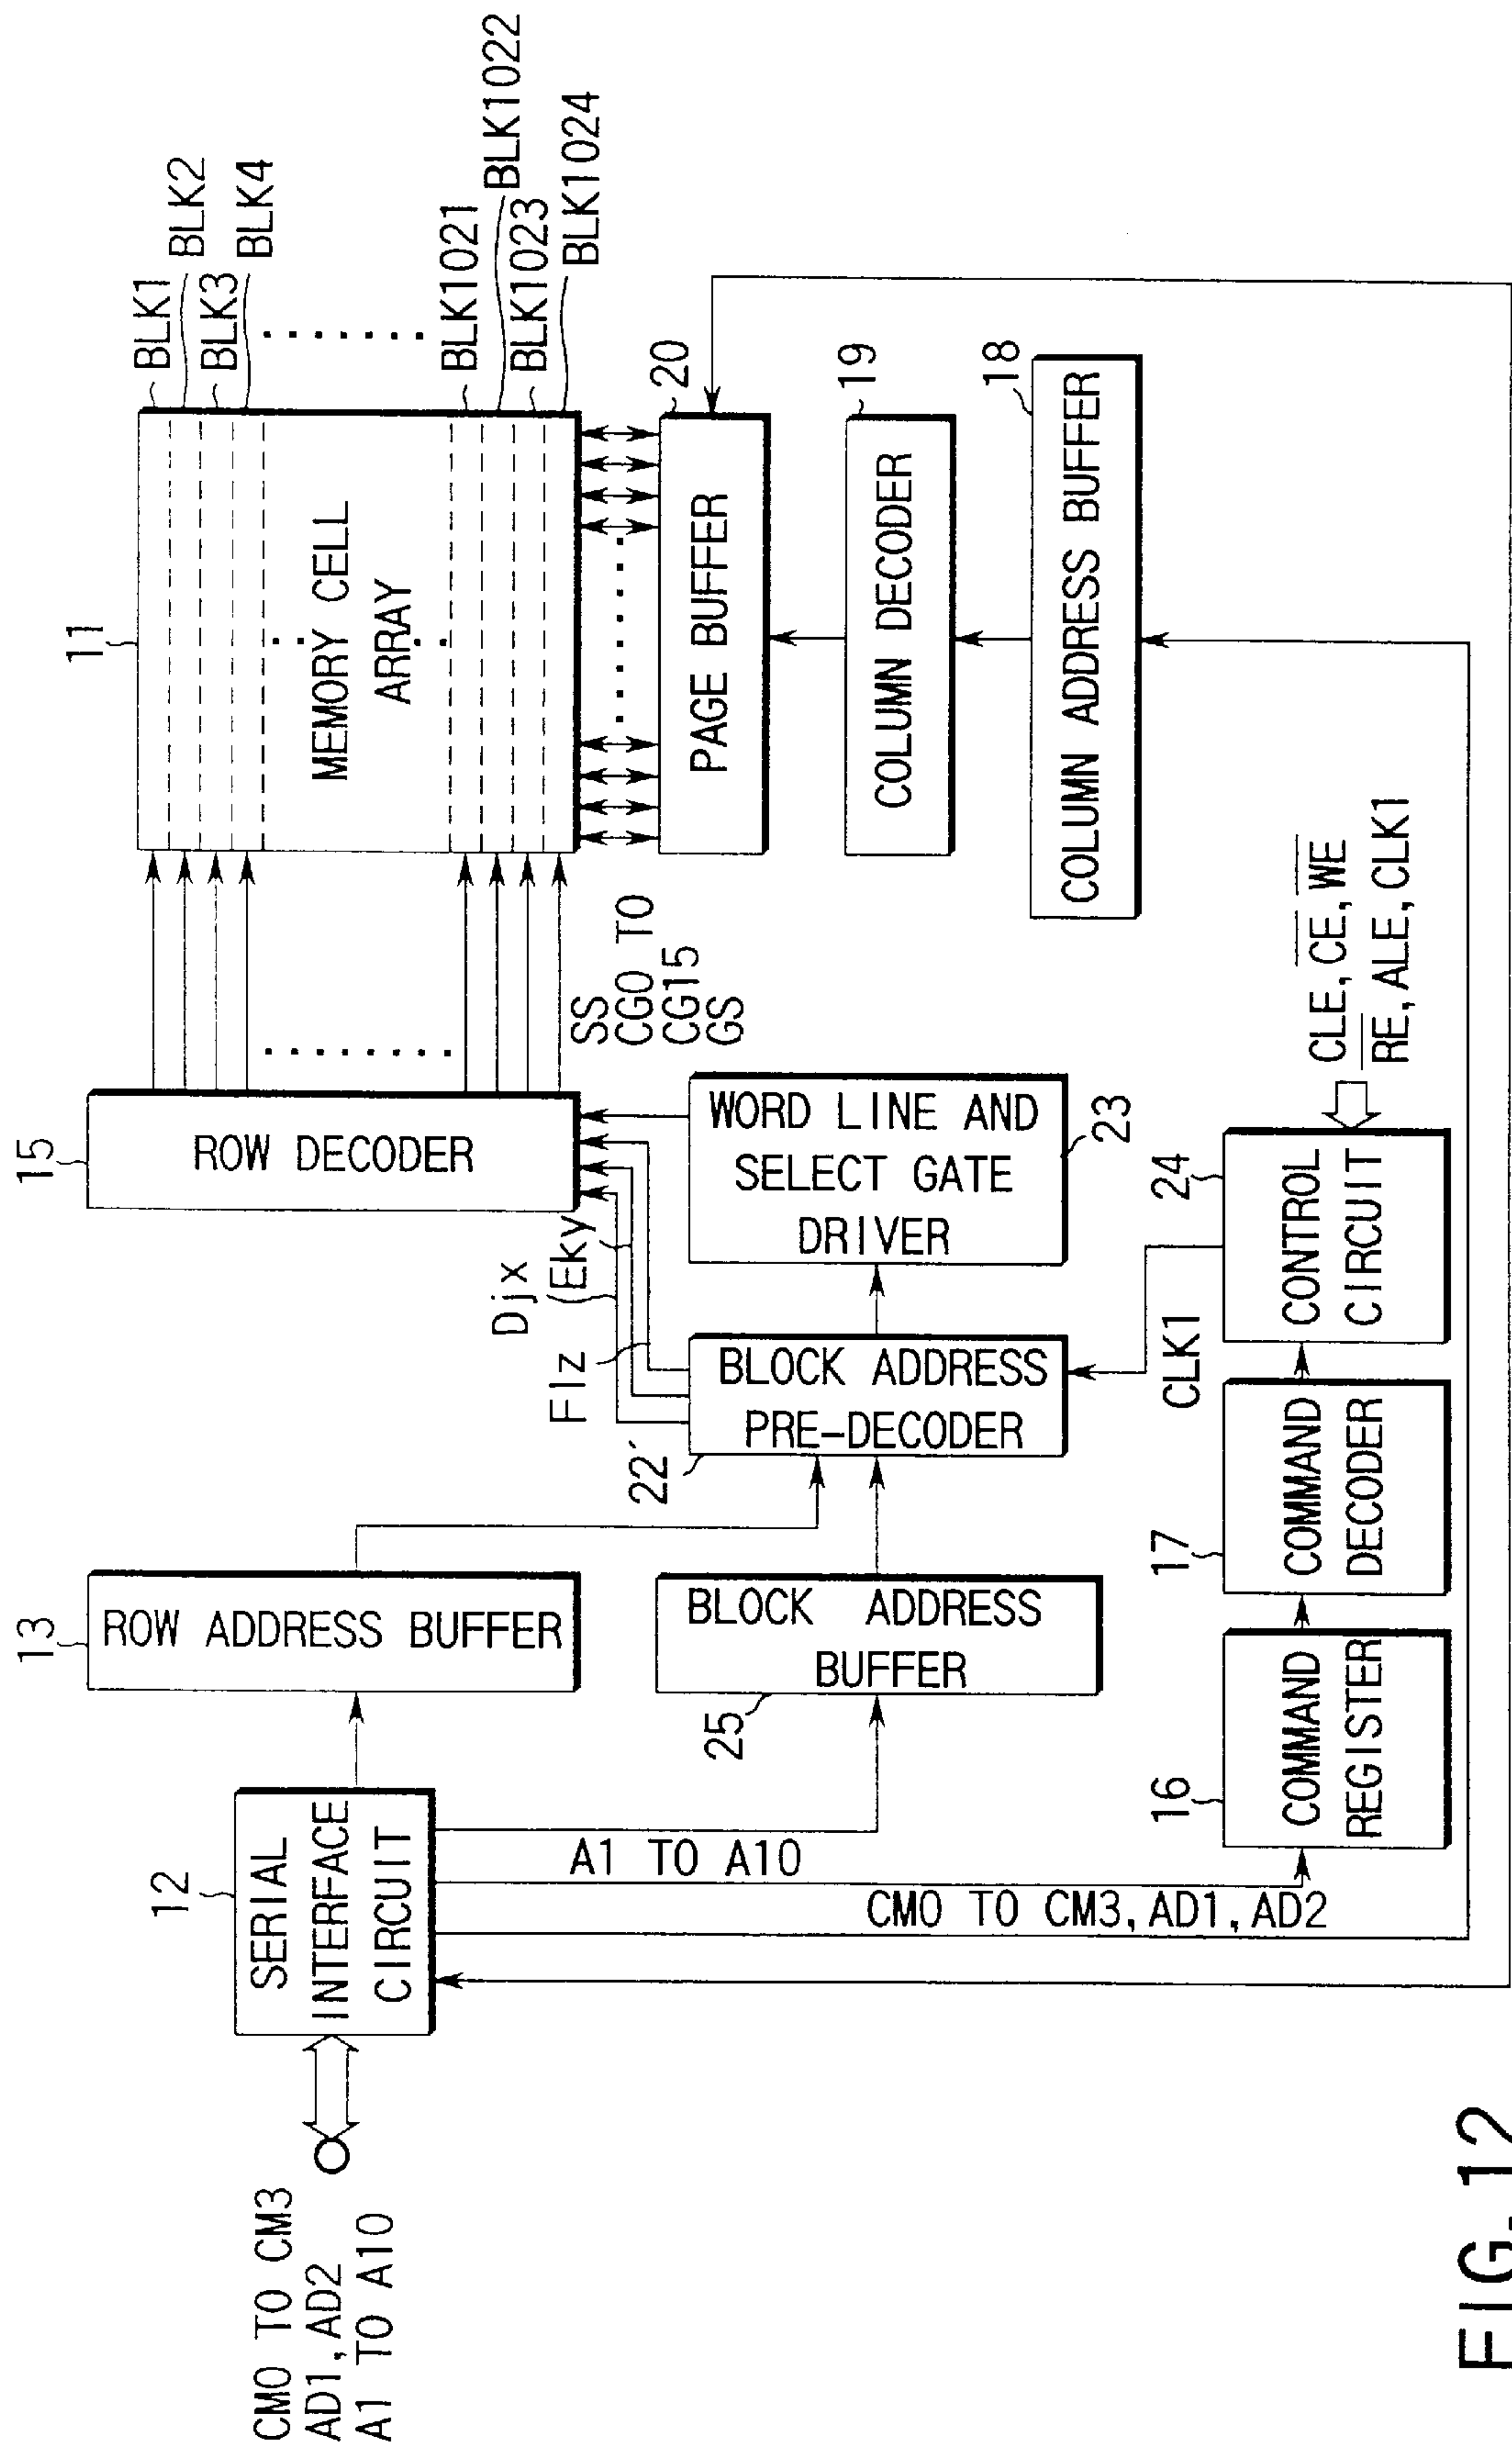 CM0 TO CM3
AD1, AD2
A1 TO A10
12
SERIAL
INTERFACE
CIRCUIT
13
ROW ADDRESS BUFFER
15
ROW DECODER
11
MEMORY CELL
ARRAY
BLK1
BLK2
BLK3
BLK4
BLK1021
BLK1022
BLK1023
BLK1024
A1 TO A10
25
BLOCK ADDRESS
BUFFER
22'
BLOCK ADDRESS
PRE-DECODER
Flz
Djx
Eky
WORD LINE AND
SELECT GATE
DRIVER
23
SS
CG0 TO
CG15
GS
20
PAGE BUFFER
19
COLUMN DECODER
18
COLUMN ADDRESS BUFFER
CM0 TO CM3, AD1, AD2
16
COMMAND
REGISTER
17
COMMAND
DECODER
CLK1
24
CONTROL
CIRCUIT
CLE, C̅E̅, W̅E̅
R̅E̅, ALE, CLK1
FIG. 12